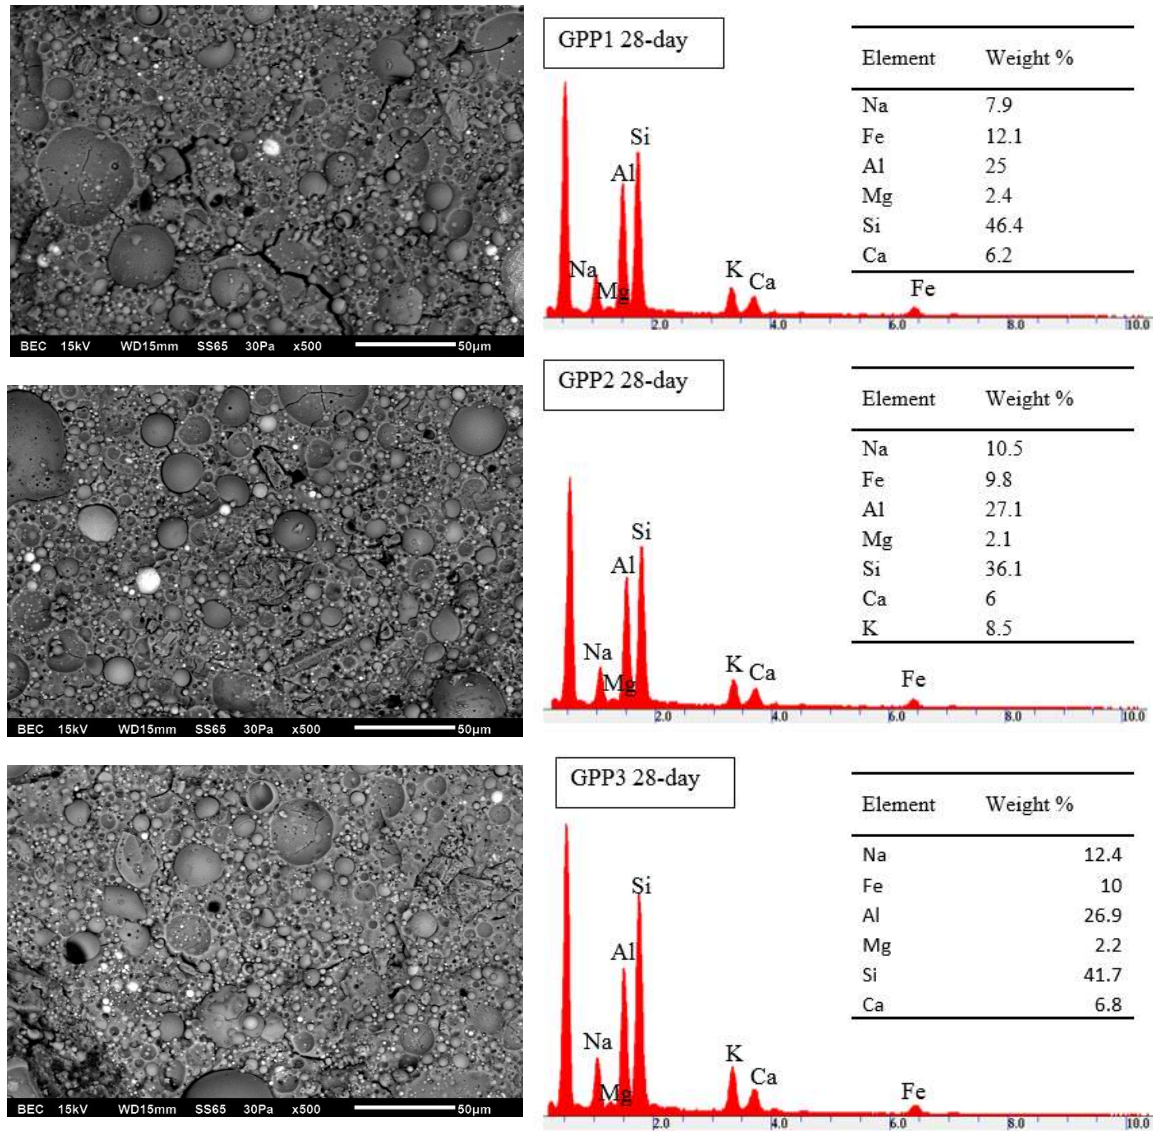 GPP1 28-day
Element Weight %
Na 7.9
Fe 12.1
Al 25
Mg 2.4
Si 46.4
Ca 6.2
Si
Al
Na
Mg
K
Ca
Fe
2.0 4.0 6.0 8.0 10.0
BEC 15kV WD15mm SS65 30Pa x500 50µm
GPP2 28-day
Element Weight %
Na 10.5
Fe 9.8
Al 27.1
Mg 2.1
Si 36.1
Ca 6
K 8.5
Si
Al
Na
Mg
K
Ca
Fe
2.0 4.0 6.0 8.0 10.0
BEC 15kV WD15mm SS65 30Pa x500 50µm
GPP3 28-day
Element Weight %
Na 12.4
Fe 10
Al 26.9
Mg 2.2
Si 41.7
Ca 6.8
Si
Al
Na
Mg
K
Ca
Fe
2.0 4.0 6.0 8.0 10.0
BEC 15kV WD15mm SS65 30Pa x500 50µm